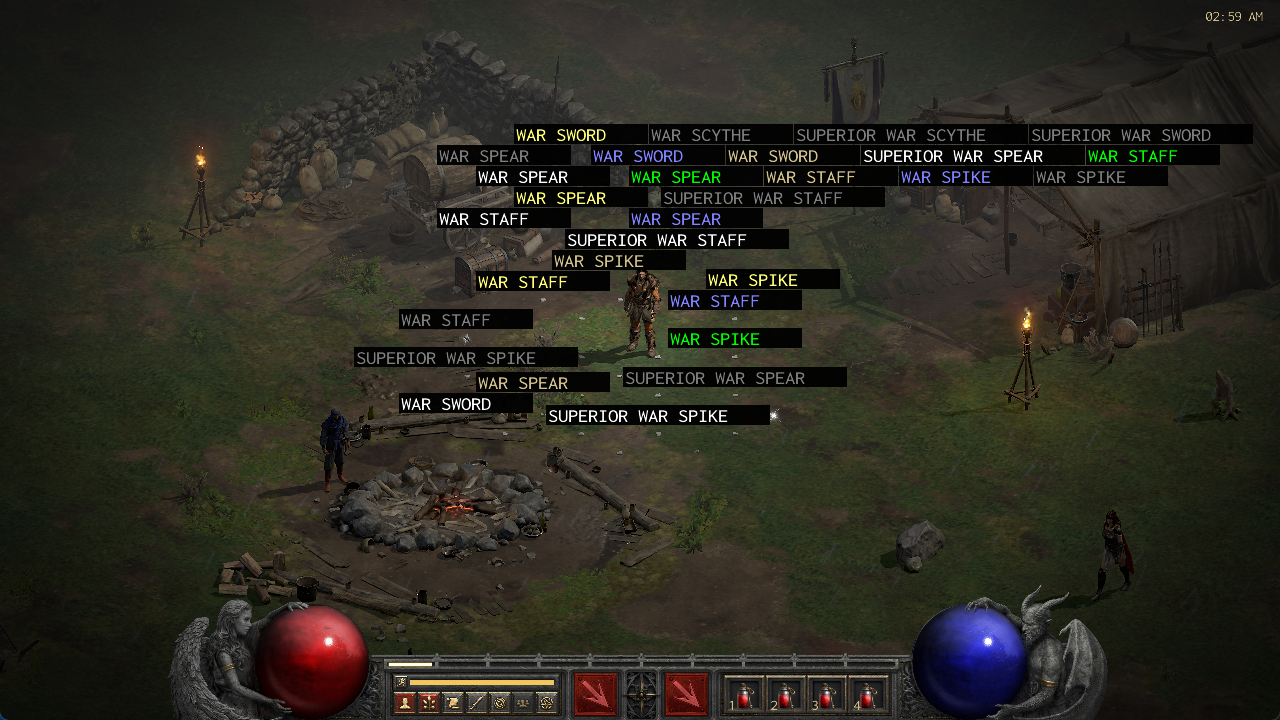 02:59 AM
WAR SWORD WAR SCYTHE SUPERIOR WAR SCYTHE SUPERIOR WAR SWORD
WAR SPEAR WAR SWORD WAR SWORD SUPERIOR WAR SPEAR WAR STAFF
WAR SPEAR WAR SPEAR WAR STAFF WAR SPIKE WAR SPIKE
WAR SPEAR SUPERIOR WAR STAFF
WAR STAFF WAR SPEAR
SUPERIOR WAR STAFF
WAR SPIKE
WAR STAFF WAR SPIKE
WAR STAFF
WAR STAFF
WAR SPIKE
SUPERIOR WAR SPIKE
WAR SPEAR SUPERIOR WAR SPEAR
WAR SWORD
SUPERIOR WAR SPIKE
1 2 3 4